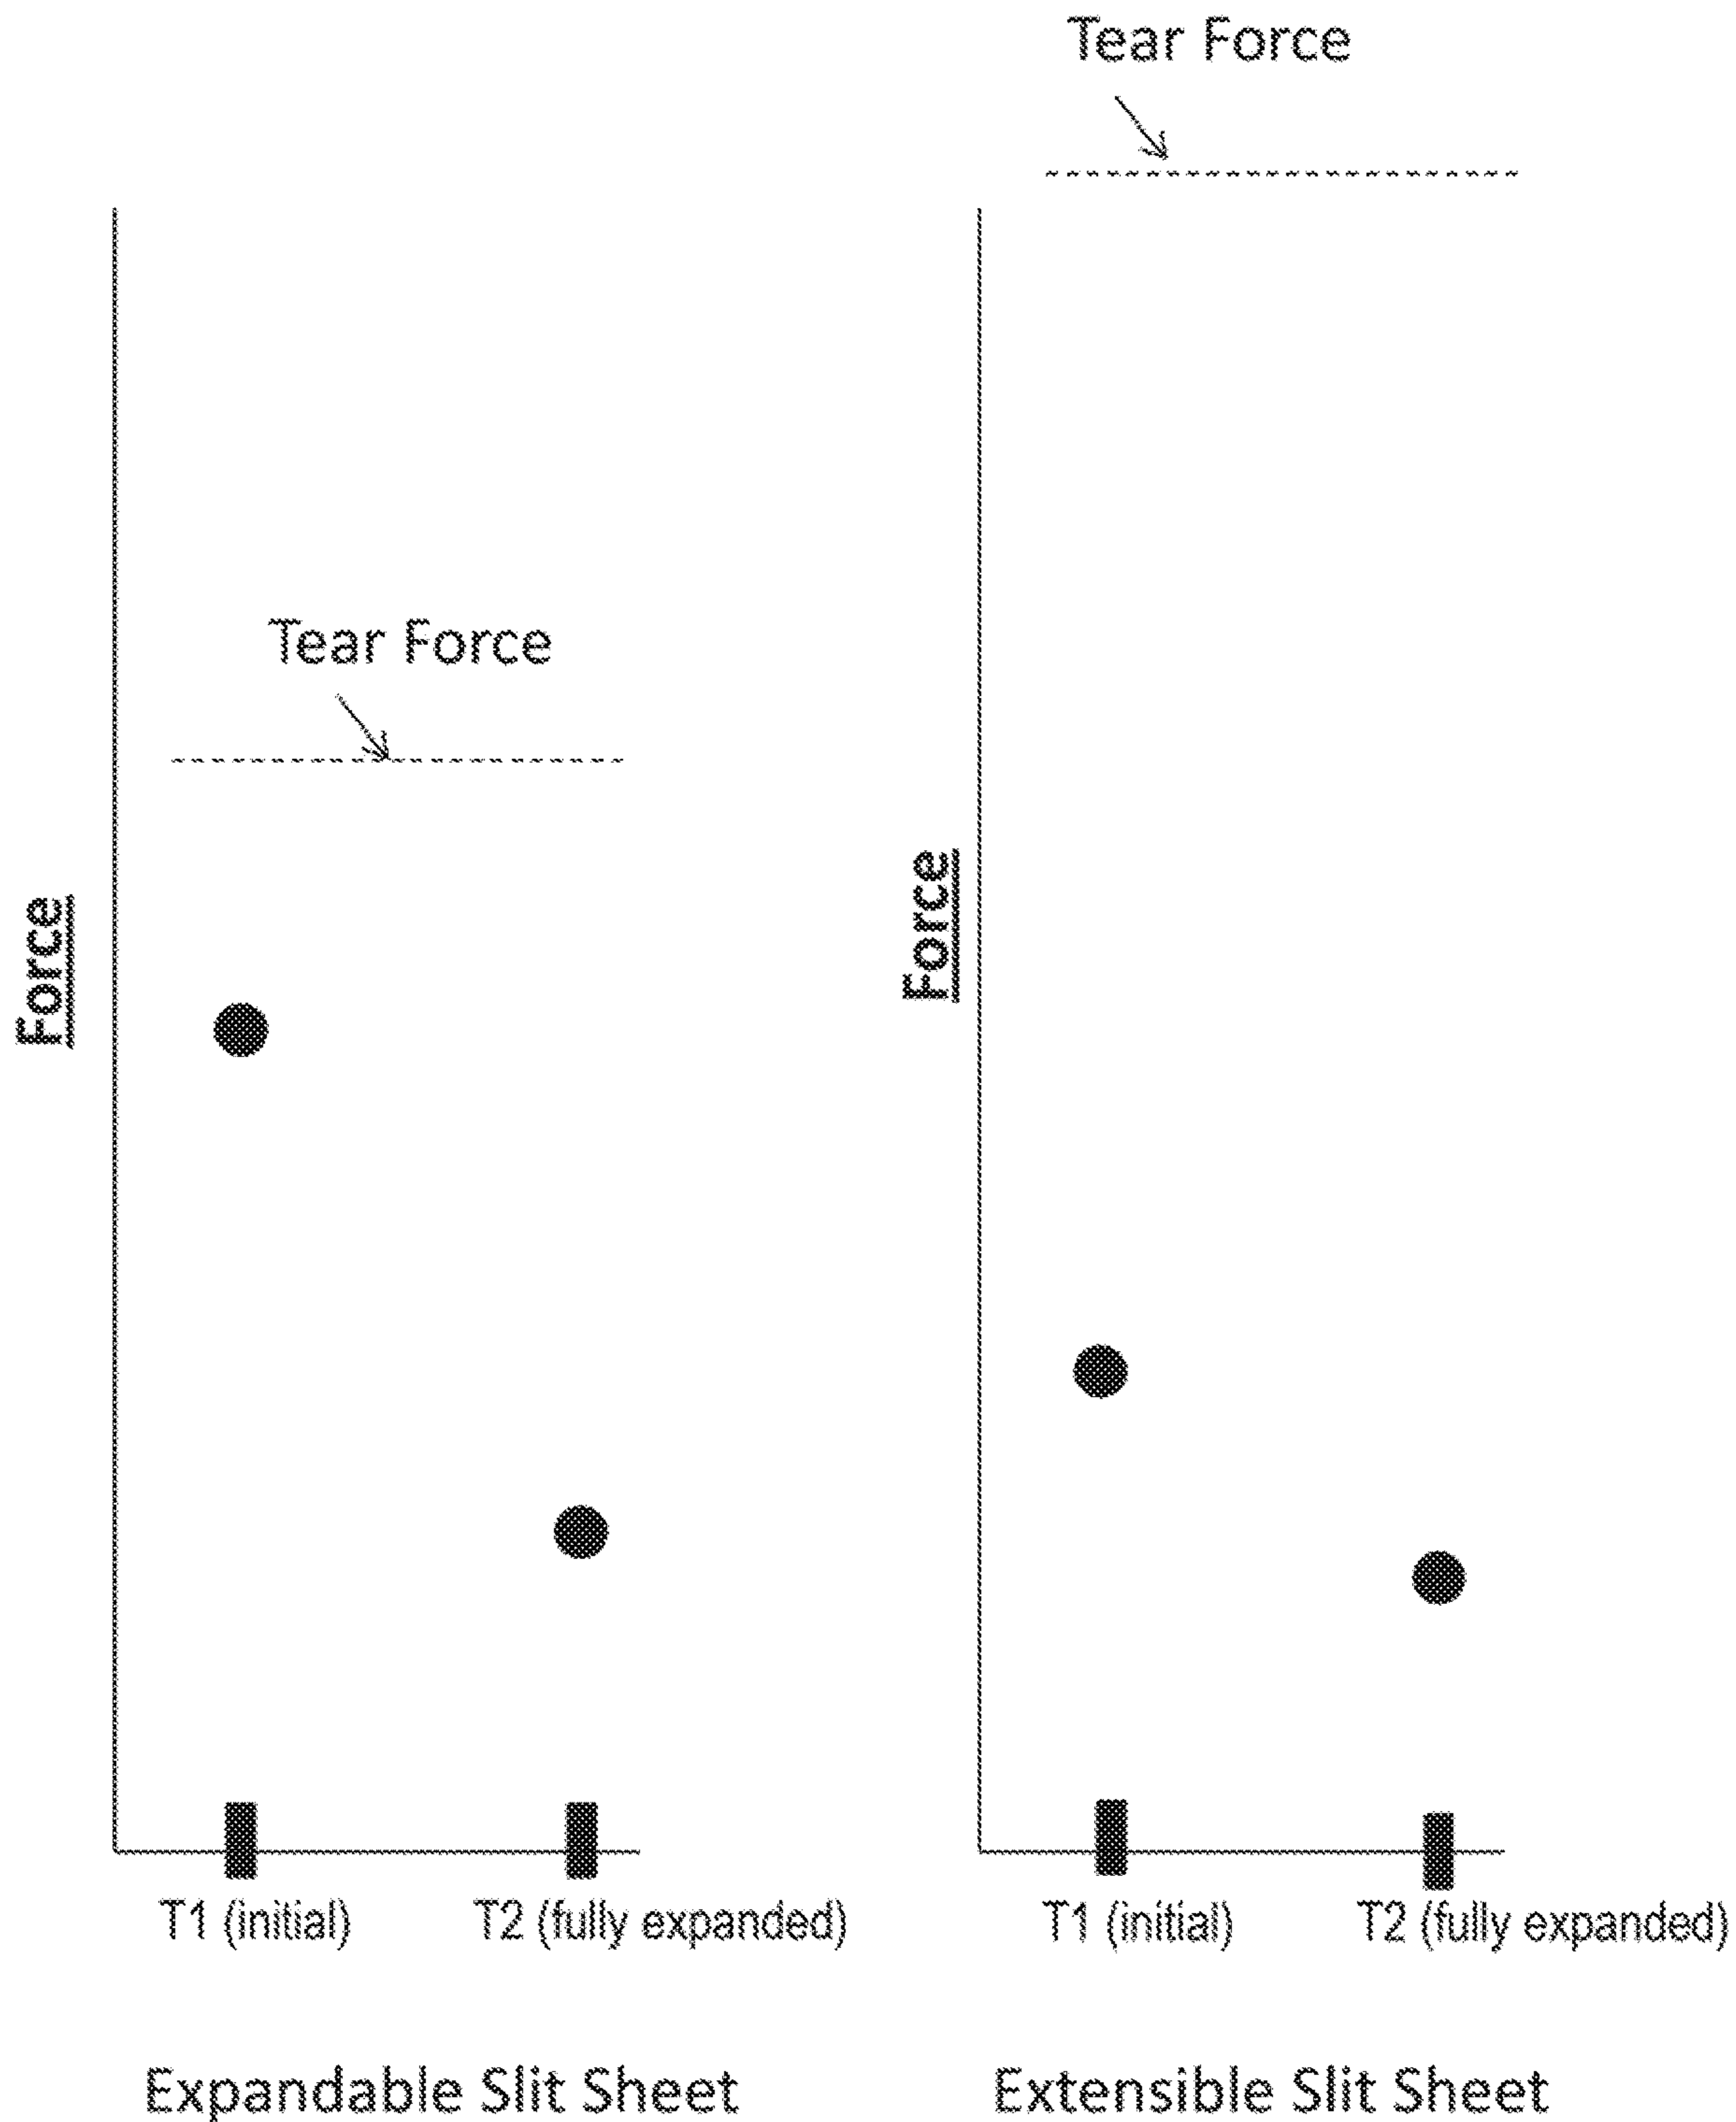 Tear Force
Tear Force
Force
Force
T1 (initial)
T2 (fully expanded)
T1 (initial)
T2 (fully expanded)
Expandable Slit Sheet
Extensible Slit Sheet